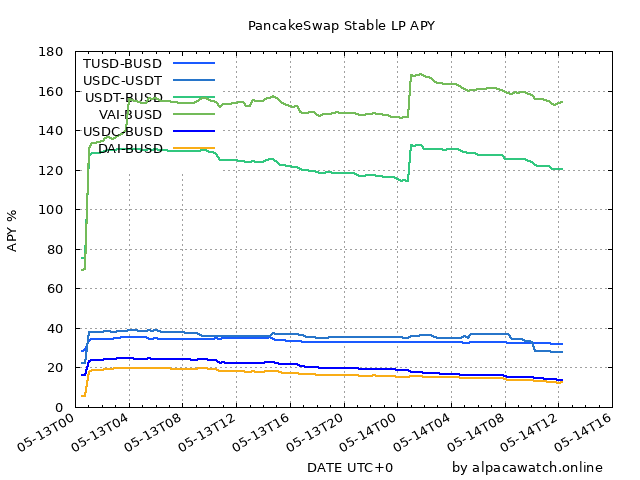 PancakeSwap Stable LP APY
180
160
140
120
100
80
60
40
20
0
APY %
TUSD-BUSD
USDC-USDT
USDT-BUSD
VAI-BUSD
USDC-BUSD
DAI-BUSD
05-13T00
05-13T04
05-13T08
05-13T12
05-13T16
05-13T20
05-14T00
05-14T04
05-14T08
05-14T12
05-14T16
DATE UTC+0
by alpacawatch.online